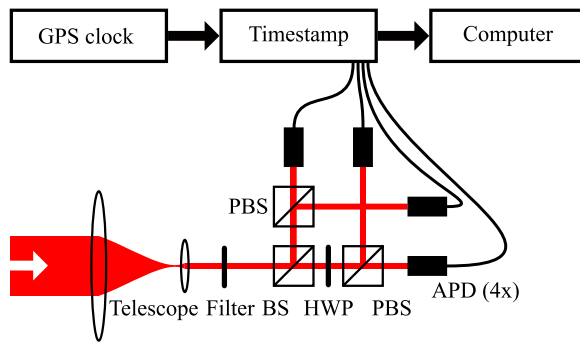 GPS clock
Timestamp
Computer
PBS
Telescope
Filter
BS
HWP
PBS
APD (4x)